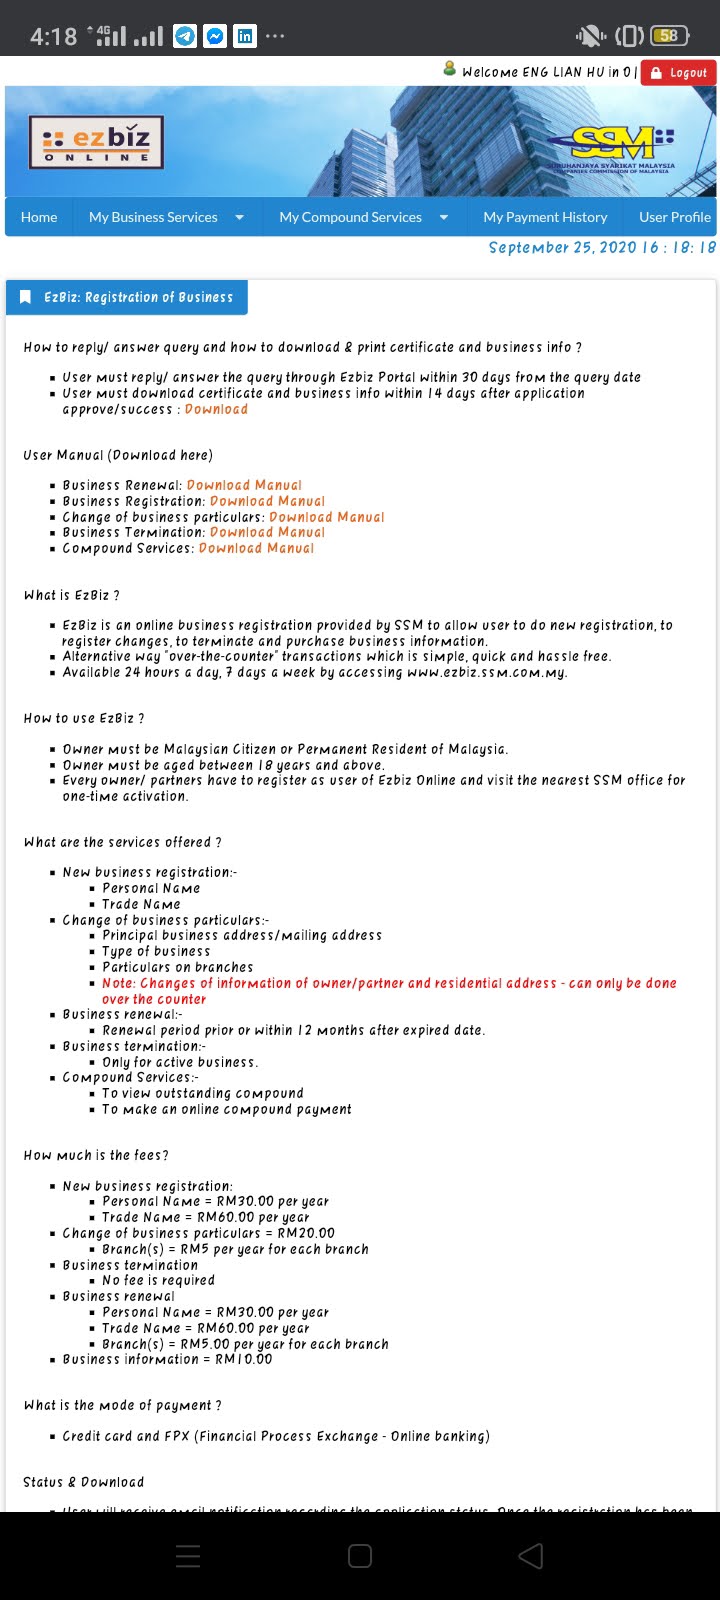 4:18 4G 58
Welcome ENG LIAN HU in 0 | Logout
ezbiz
ONLINE
SSM
SURUHANJAYA SYARIKAT MALAYSIA
COMPANIES COMMISSION OF MALAYSIA
Home My Business Services My Compound Services My Payment History User Profile
September 25, 2020 16 : 18: 18
EzBiz: Registration of Business
How to reply/ answer query and how to download & print certificate and business info ?
User must reply/ answer the query through Ezbiz Portal within 30 days from the query date
User must download certificate and business info within 14 days after application
approve/success : Download
User Manual (Download here)
Business Renewal: Download Manual
Business Registration: Download Manual
Change of business particulars: Download Manual
Business Termination: Download Manual
Compound Services: Download Manual
What is EzBiz ?
EzBiz is an online business registration provided by SSM to allow user to do new registration, to
register changes, to terminate and purchase business information.
Alternative way "over-the-counter" transactions which is simple, quick and hassle free.
Available 24 hours a day, 7 days a week by accessing www.ezbiz.ssm.com.my.
How to use EzBiz ?
Owner must be Malaysian Citizen or Permanent Resident of Malaysia.
Owner must be aged between 18 years and above.
Every owner/ partners have to register as user of Ezbiz Online and visit the nearest SSM office for
one-time activation.
What are the services offered ?
New business registration:-
Personal Name
Trade Name
Change of business particulars:-
Principal business address/mailing address
Type of business
Particulars on branches
Note: Changes of information of owner/partner and residential address - can only be done
over the counter
Business renewal:-
Renewal period prior or within 12 months after expired date.
Business termination:-
Only for active business.
Compound Services:-
To view outstanding compound
To make an online compound payment
How much is the fees?
New business registration:
Personal Name = RM30.00 per year
Trade Name = RM60.00 per year
Change of business particulars = RM20.00
Branch(s) = RM5 per year for each branch
Business termination
No fee is required
Business renewal
Personal Name = RM30.00 per year
Trade Name = RM60.00 per year
Branch(s) = RM5.00 per year for each branch
Business information = RM10.00
What is the mode of payment ?
Credit card and FPX (Financial Process Exchange - Online banking)
Status & Download
User will receive email notification regarding the application status. Once the registration has been